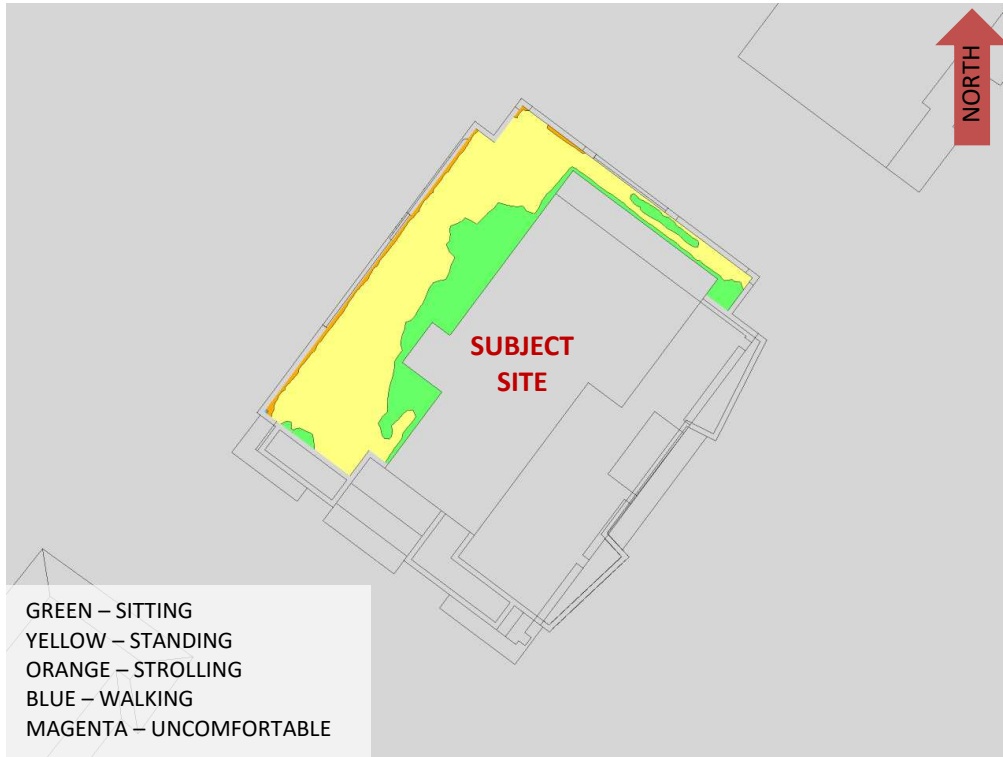 NORTH
SUBJECT
SITE
GREEN – SITTING
YELLOW – STANDING
ORANGE – STROLLING
BLUE – WALKING
MAGENTA – UNCOMFORTABLE